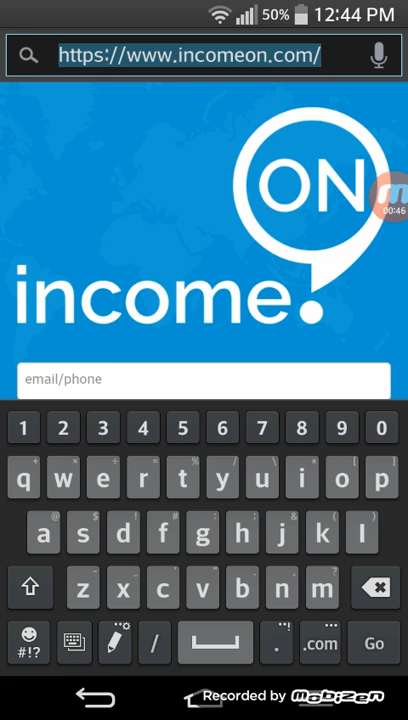 50% 12:44 PM
https://www.incomeon.com/
ON
00:46
income.
email/phone
1 2 3 4 5 6 7 8 9 0
q w e r t y u i o p
a s d f g h j k l
z x c v b n m
#!? / . .com Go
Recorded by mobizen